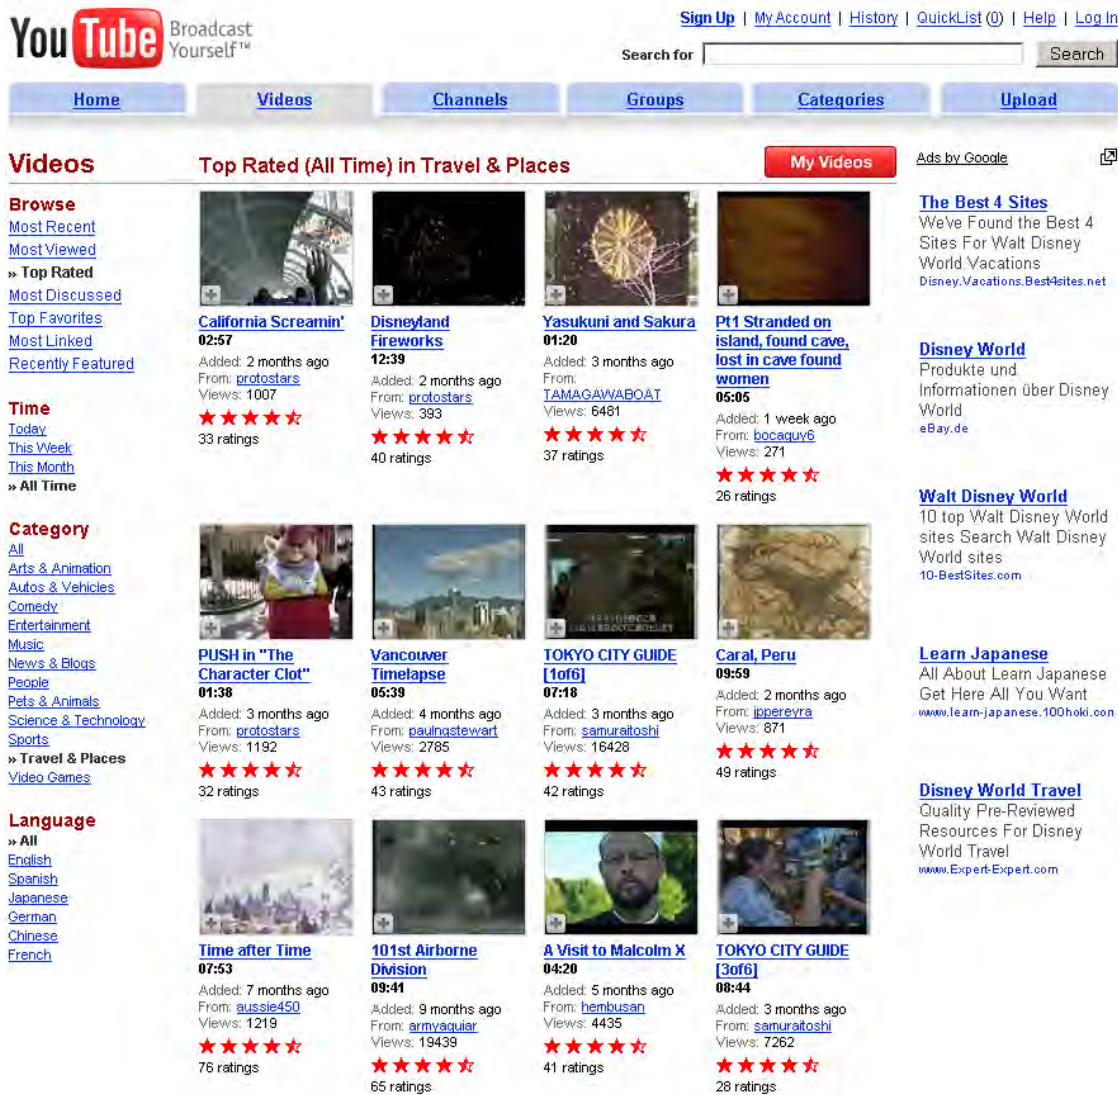 You Tube Broadcast Yourself™
Sign Up | My Account | History | QuickList (0) | Help | Log In
Search for Search
Home Videos Channels Groups Categories Upload
Videos
Browse
Most Recent
Most Viewed
» Top Rated
Most Discussed
Top Favorites
Most Linked
Recently Featured
Time
Today
This Week
This Month
» All Time
Category
All
Arts & Animation
Autos & Vehicles
Comedy
Entertainment
Music
News & Blogs
People
Pets & Animals
Science & Technology
Sports
» Travel & Places
Video Games
Language
» All
English
Spanish
Japanese
German
Chinese
French
Top Rated (All Time) in Travel & Places
My Videos
California Screamin'
02:57
Added: 2 months ago
From: protostars
Views: 1007
33 ratings
Disneyland
Fireworks
12:39
Added: 2 months ago
From: protostars
Views: 393
40 ratings
Yasukuni and Sakura
01:20
Added: 3 months ago
From:
TAMAGAWABOAT
Views: 6481
37 ratings
Pt1 Stranded on
island, found cave,
lost in cave found
women
05:05
Added: 1 week ago
From: bocaguy6
Views: 271
26 ratings
PUSH in "The
Character Clot"
01:38
Added: 3 months ago
From: protostars
Views: 1192
32 ratings
Vancouver
Timelapse
05:39
Added: 4 months ago
From: paulngstewart
Views: 2785
43 ratings
TOKYO CITY GUIDE
[1of6]
07:18
Added: 3 months ago
From: samuraitoshi
Views: 16428
42 ratings
Caral, Peru
09:59
Added: 2 months ago
From: jppereyra
Views: 871
49 ratings
Time after Time
07:53
Added: 7 months ago
From: aussie450
Views: 1219
76 ratings
101st Airborne
Division
09:41
Added: 9 months ago
From: armyaguiar
Views: 19439
65 ratings
A Visit to Malcolm X
04:20
Added: 5 months ago
From: hembusan
Views: 4435
41 ratings
TOKYO CITY GUIDE
[3of6]
08:44
Added: 3 months ago
From: samuraitoshi
Views: 7262
28 ratings
Ads by Google
The Best 4 Sites
We've Found the Best 4
Sites For Walt Disney
World Vacations
Disney.Vacations.Best4sites.net
Disney World
Produkte und
Informationen über Disney
World
eBay.de
Walt Disney World
10 top Walt Disney World
sites Search Walt Disney
World sites
10-BestSites.com
Learn Japanese
All About Learn Japanese
Get Here All You Want
www.learn-japanese.100hoki.com
Disney World Travel
Quality Pre-Reviewed
Resources For Disney
World Travel
www.Expert-Expert.com